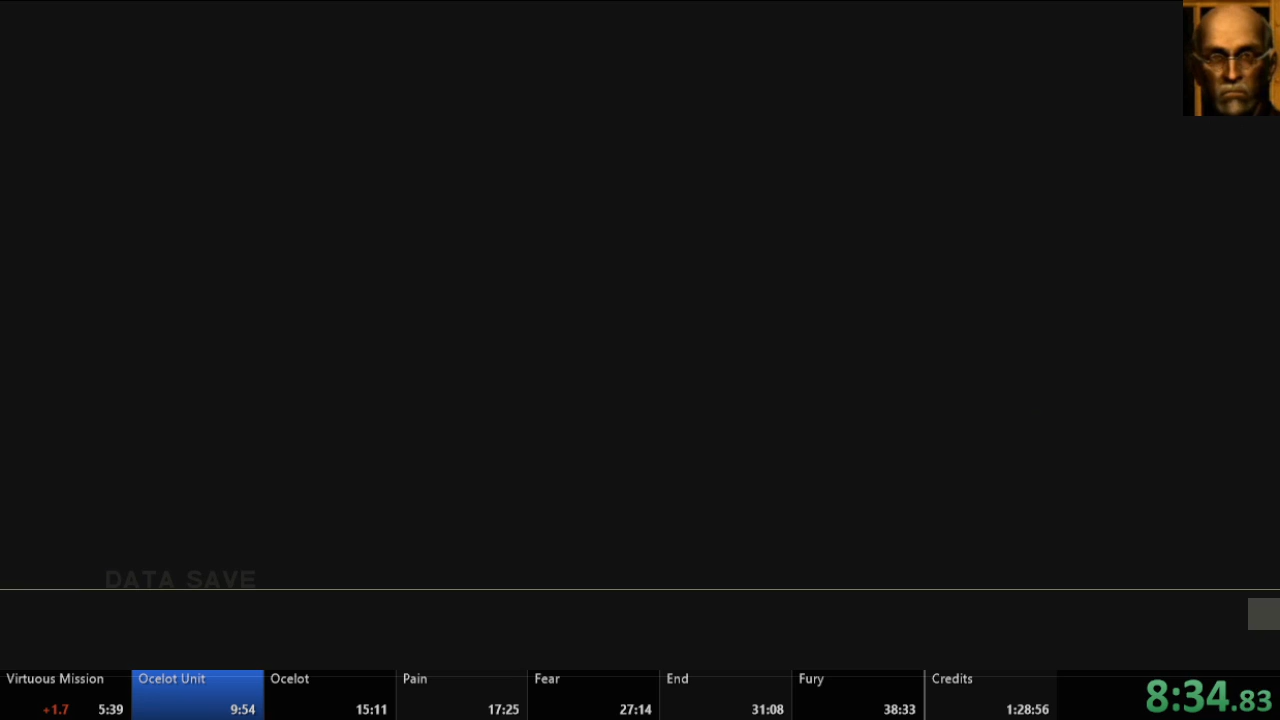 DATA SAVE
Virtuous Mission Ocelot Unit Ocelot Pain Fear End Fury Credits
+1.7 5:39 9:54 15:11 17:25 27:14 31:08 38:33 1:28:56
8:34.83